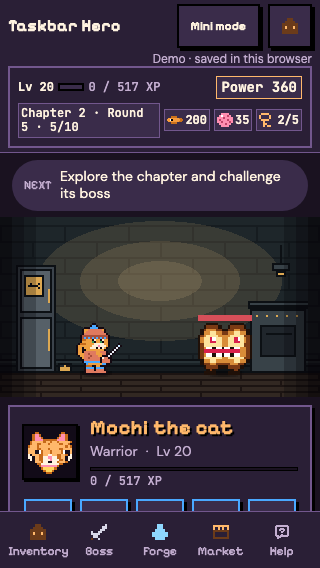 Taskbar Hero
Mini mode
Demo · saved in this browser
Lv 20 0 / 517 XP
Power 360
Chapter 2 · Round
5 · 5/10
200
35
2/5
NEXT
Explore the chapter and challenge
its boss
Mochi the cat
Warrior · Lv 20
0 / 517 XP
Inventory
Boss
Forge
Market
Help